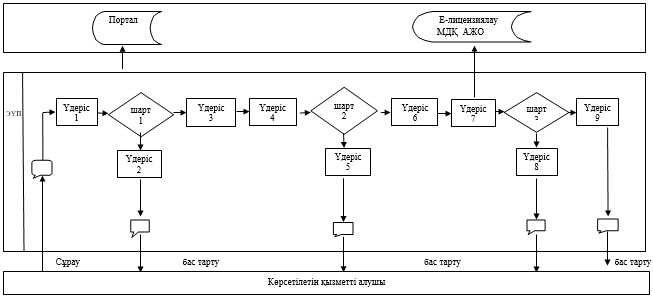 Портал
Е-лицензиялау
МДҚ АЖО
ЭҮП
Үдеріс
1
шарт
1
Үдеріс
3
Үдеріс
4
шарт
2
Үдеріс
6
Үдеріс
7
шарт
3
Үдеріс
9
Үдеріс
2
Үдеріс
5
Үдеріс
8
Сұрау
бас тарту
бас тарту
бас тарту
Көрсетілетін қызметті алушы